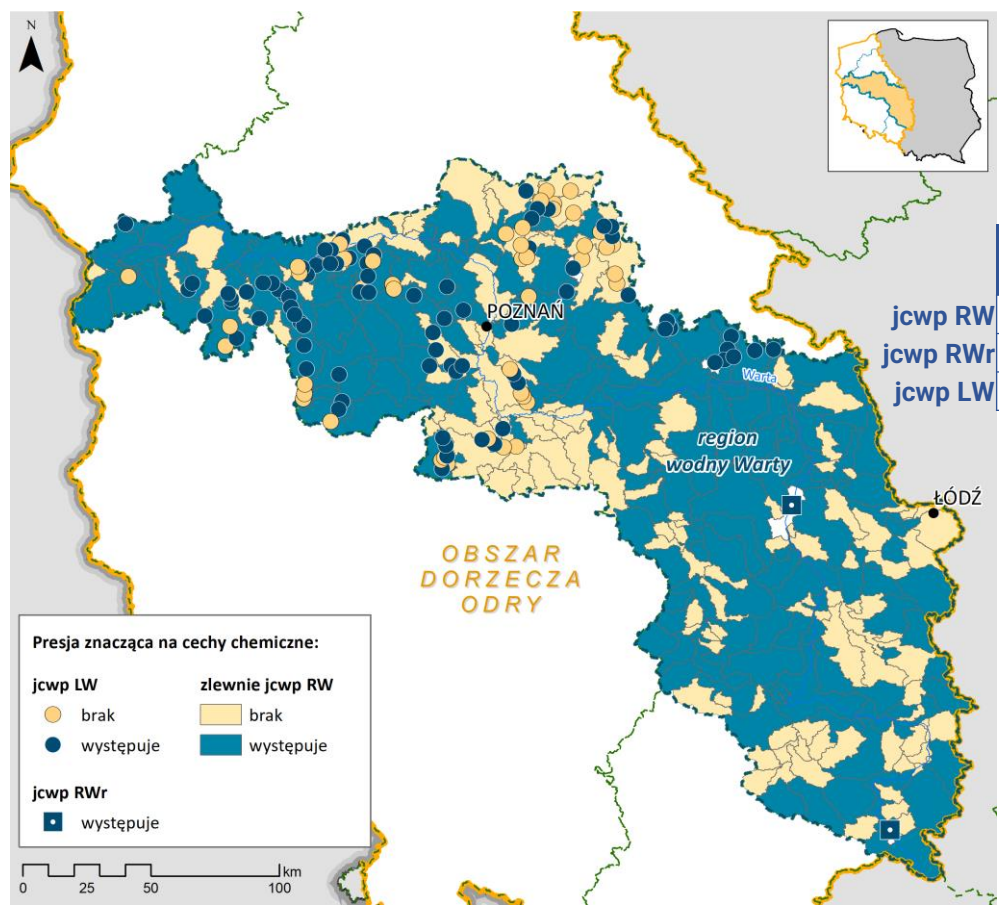 N
POZNAŃ
jcwp RW
jcwp RWr
jcwp LW
Warta
region
wodny Warty
ŁÓDŹ
OBSZAR
DORZECZA
ODRY
Presja znacząca na cechy chemiczne:
jcwp LW
zlewnie jcwp RW
brak
brak
występuje
występuje
jcwp RWr
występuje
km
0 25 50 100